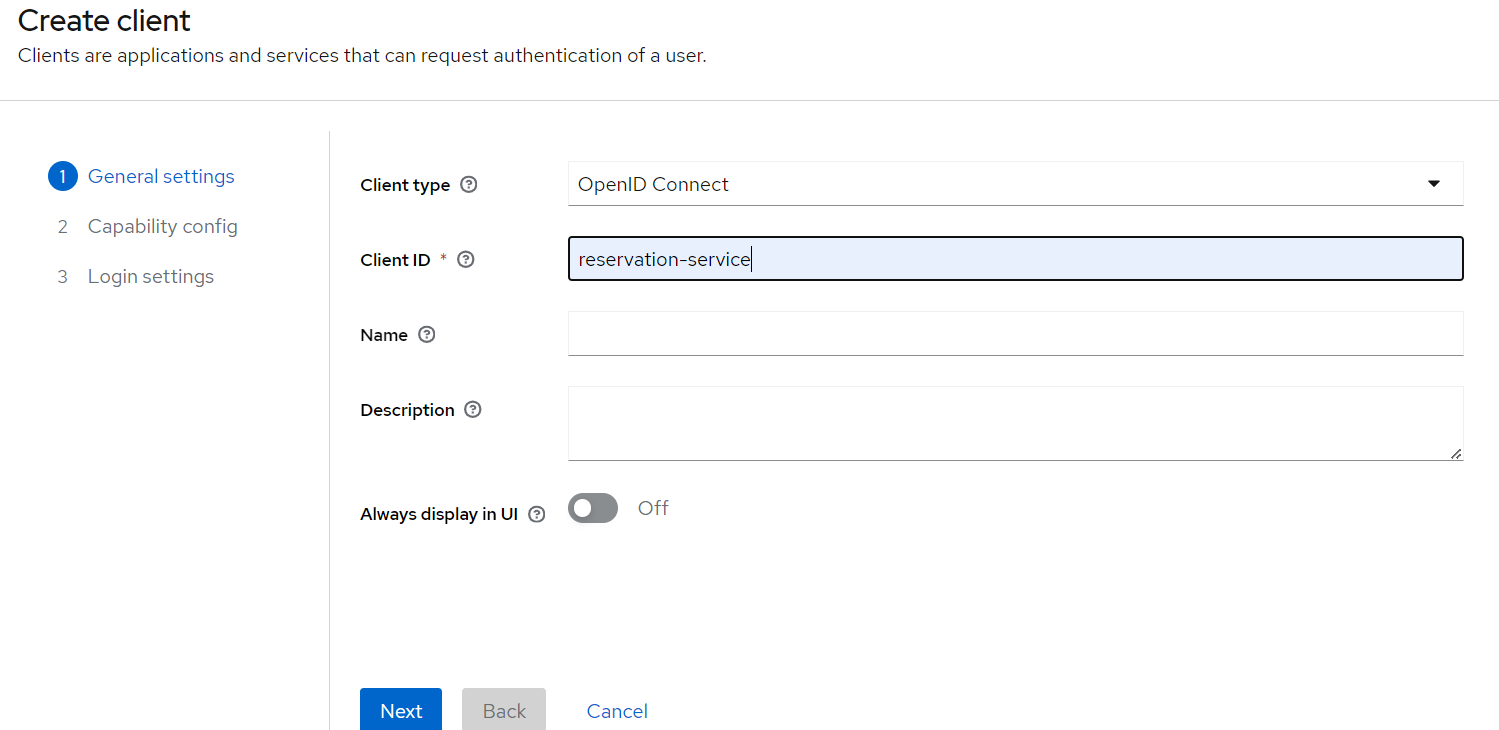 Create client
Clients are applications and services that can request authentication of a user.
1 General settings
2 Capability config
3 Login settings
Client type ?
OpenID Connect
Client ID * ?
reservation-service
Name ?
Description ?
Always display in UI ?
Off
Next Back Cancel